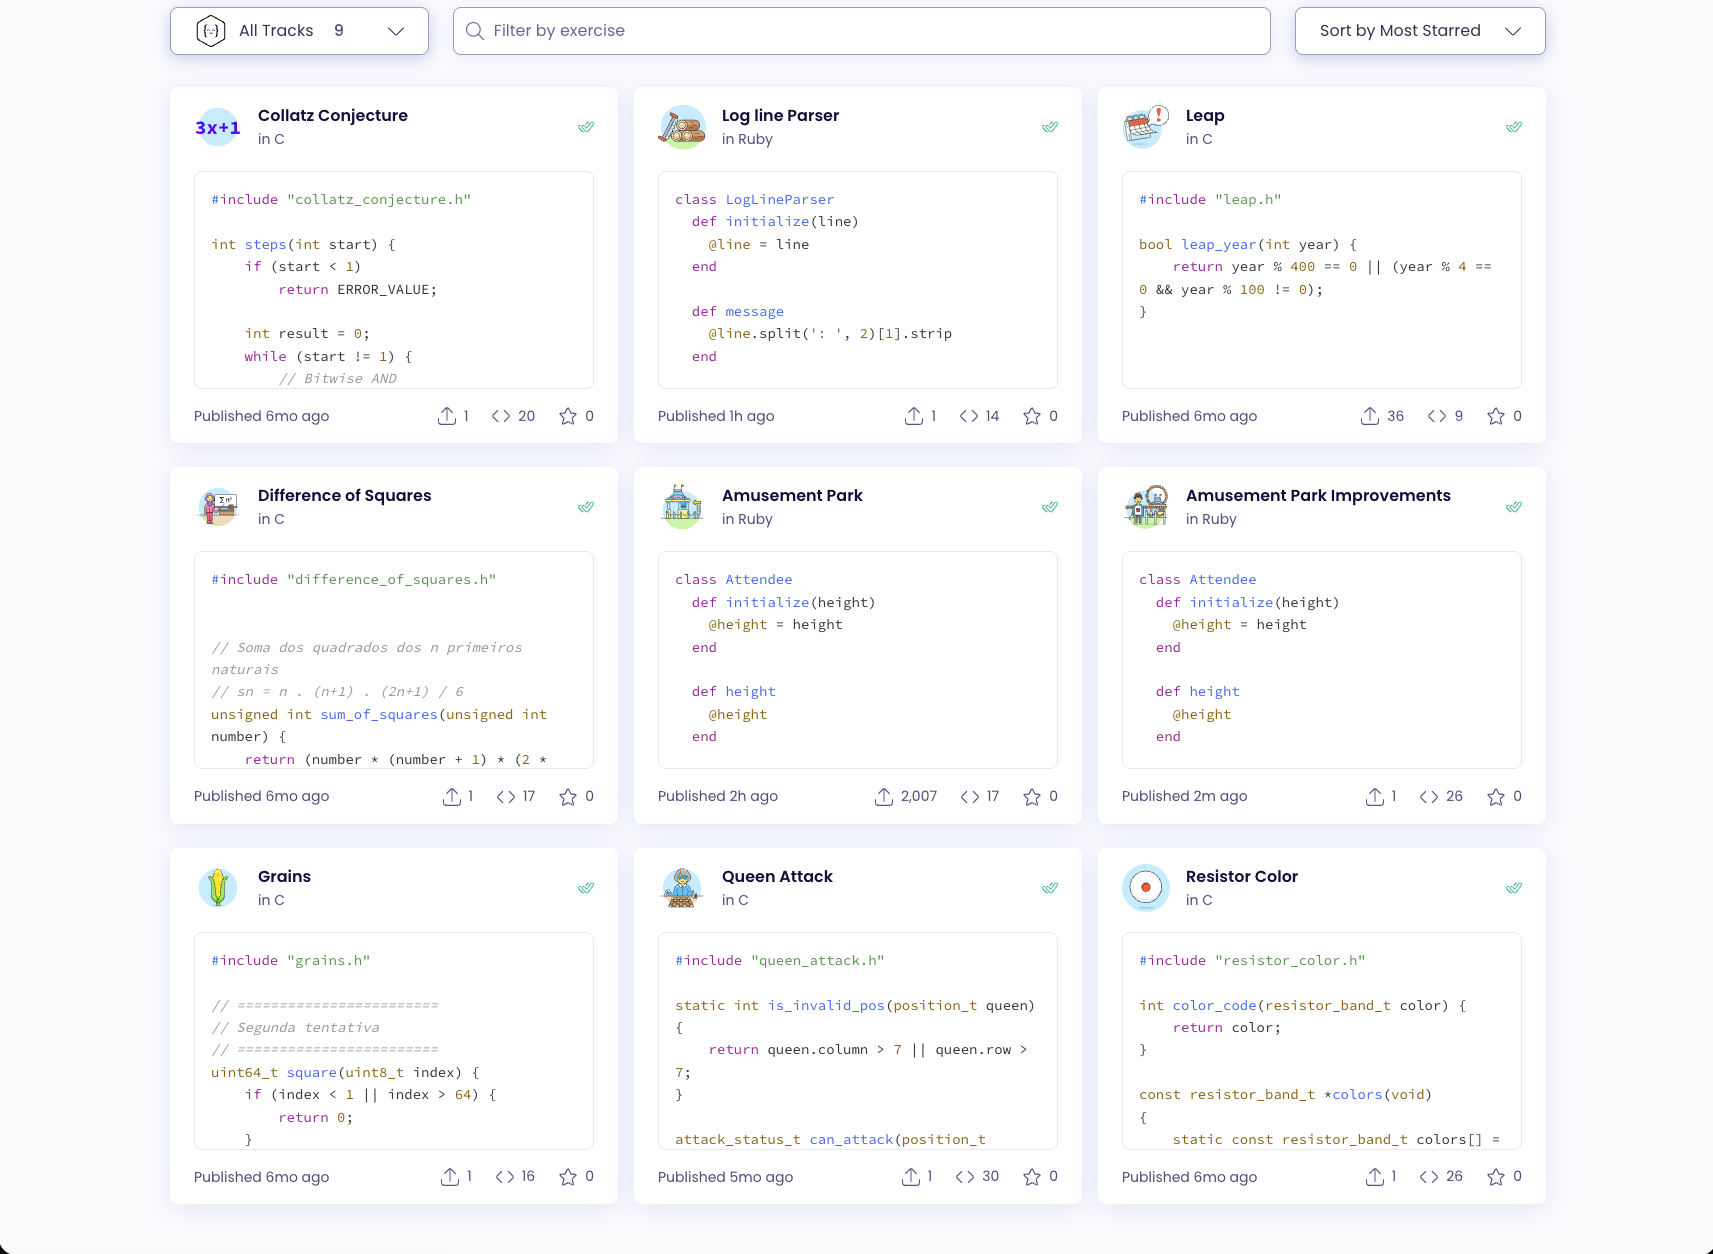 All Tracks 9
Filter by exercise
Sort by Most Starred
3x+1
Collatz Conjecture
in C
#include "collatz_conjecture.h"
int steps(int start) {
if (start < 1)
return ERROR_VALUE;
int result = 0;
while (start != 1) {
// Bitwise AND
Published 6mo ago 1 20 0
Log line Parser
in Ruby
class LogLineParser
def initialize(line)
@line = line
end
def message
@line.split(': ', 2)[1].strip
end
Published 1h ago 1 14 0
Leap
in C
#include "leap.h"
bool leap_year(int year) {
return year % 400 == 0 || (year % 4 ==
0 && year % 100 != 0);
}
Published 6mo ago 36 9 0
Difference of Squares
in C
#include "difference_of_squares.h"
// Soma dos quadrados dos n primeiros
naturais
// sn = n . (n+1) . (2n+1) / 6
unsigned int sum_of_squares(unsigned int
number) {
return (number * (number + 1) * (2 *
Published 6mo ago 1 17 0
Amusement Park
in Ruby
class Attendee
def initialize(height)
@height = height
end
def height
@height
end
Published 2h ago 2,007 17 0
Amusement Park Improvements
in Ruby
class Attendee
def initialize(height)
@height = height
end
def height
@height
end
Published 2m ago 1 26 0
Grains
in C
#include "grains.h"
// ========================
// Segunda tentativa
// ========================
uint64_t square(uint8_t index) {
if (index < 1 || index > 64) {
return 0;
}
Published 6mo ago 1 16 0
Queen Attack
in C
#include "queen_attack.h"
static int is_invalid_pos(position_t queen)
{
return queen.column > 7 || queen.row >
7;
}
attack_status_t can_attack(position_t
Published 5mo ago 1 30 0
Resistor Color
in C
#include "resistor_color.h"
int color_code(resistor_band_t color) {
return color;
}
const resistor_band_t *colors(void)
{
static const resistor_band_t colors[] =
Published 6mo ago 1 26 0